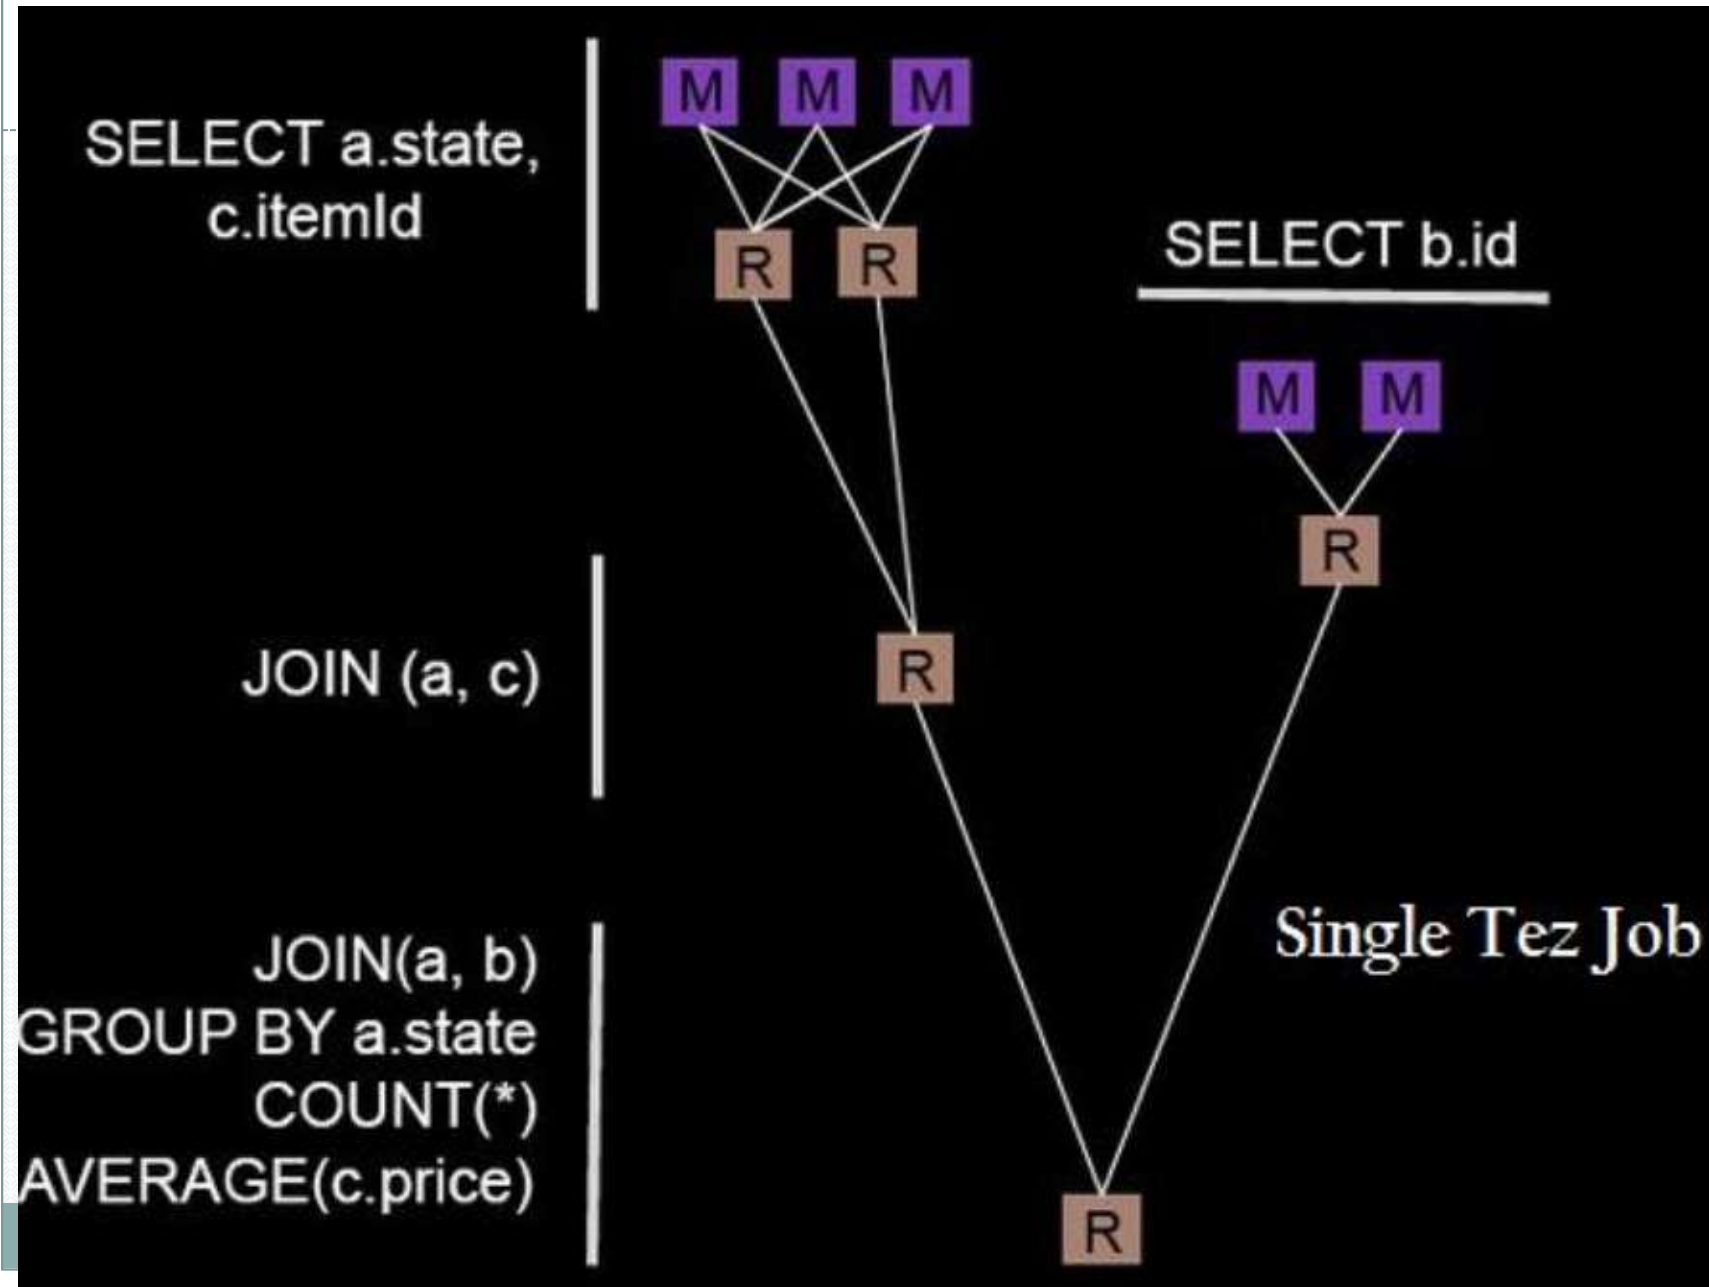 M M M
SELECT a.state,
c.itemId
R R
SELECT b.id
M M
R
JOIN (a, c)
R
Single Tez Job
JOIN(a, b)
GROUP BY a.state
COUNT(*)
AVERAGE(c.price)
R